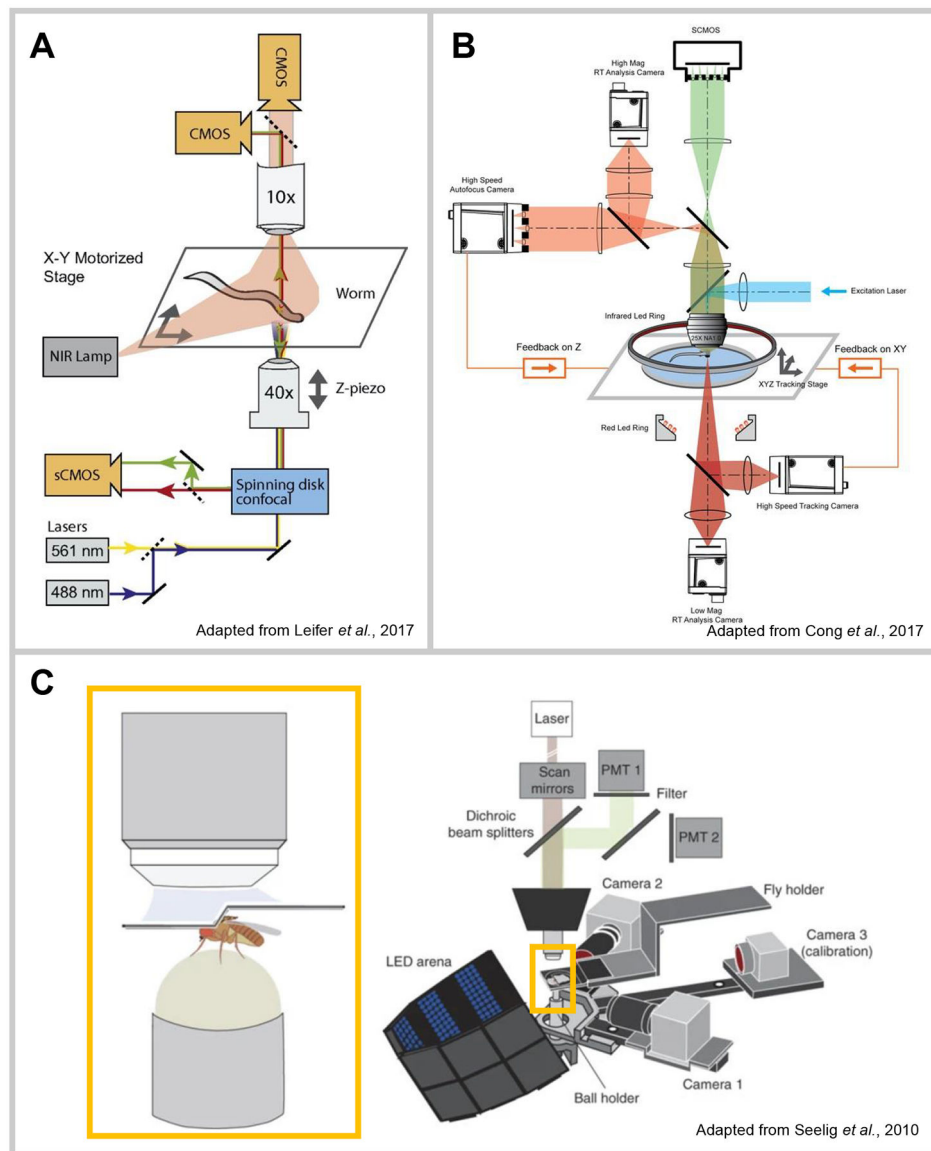 A
CMOS
CMOS
10x
X-Y Motorized
Stage
Worm
NIR Lamp
40x
Z-piezo
sCMOS
Spinning disk
confocal
Lasers
561 nm
488 nm
Adapted from Leifer et al., 2017
B
SCMOS
High Mag
RT Analysis Camera
High Speed
Autofocus Camera
Excitation Laser
Infrared Led Ring
25X NA1.0
Feedback on Z
Feedback on XY
XYZ Tracking Stage
Red Led Ring
High Speed Tracking Camera
Low Mag
RT Analysis Camera
Adapted from Cong et al., 2017
C
Laser
Scan
mirrors
PMT 1
Filter
Dichroic
beam splitters
PMT 2
Camera 2
Fly holder
Camera 3
(calibration)
LED arena
Camera 1
Ball holder
Adapted from Seelig et al., 2010